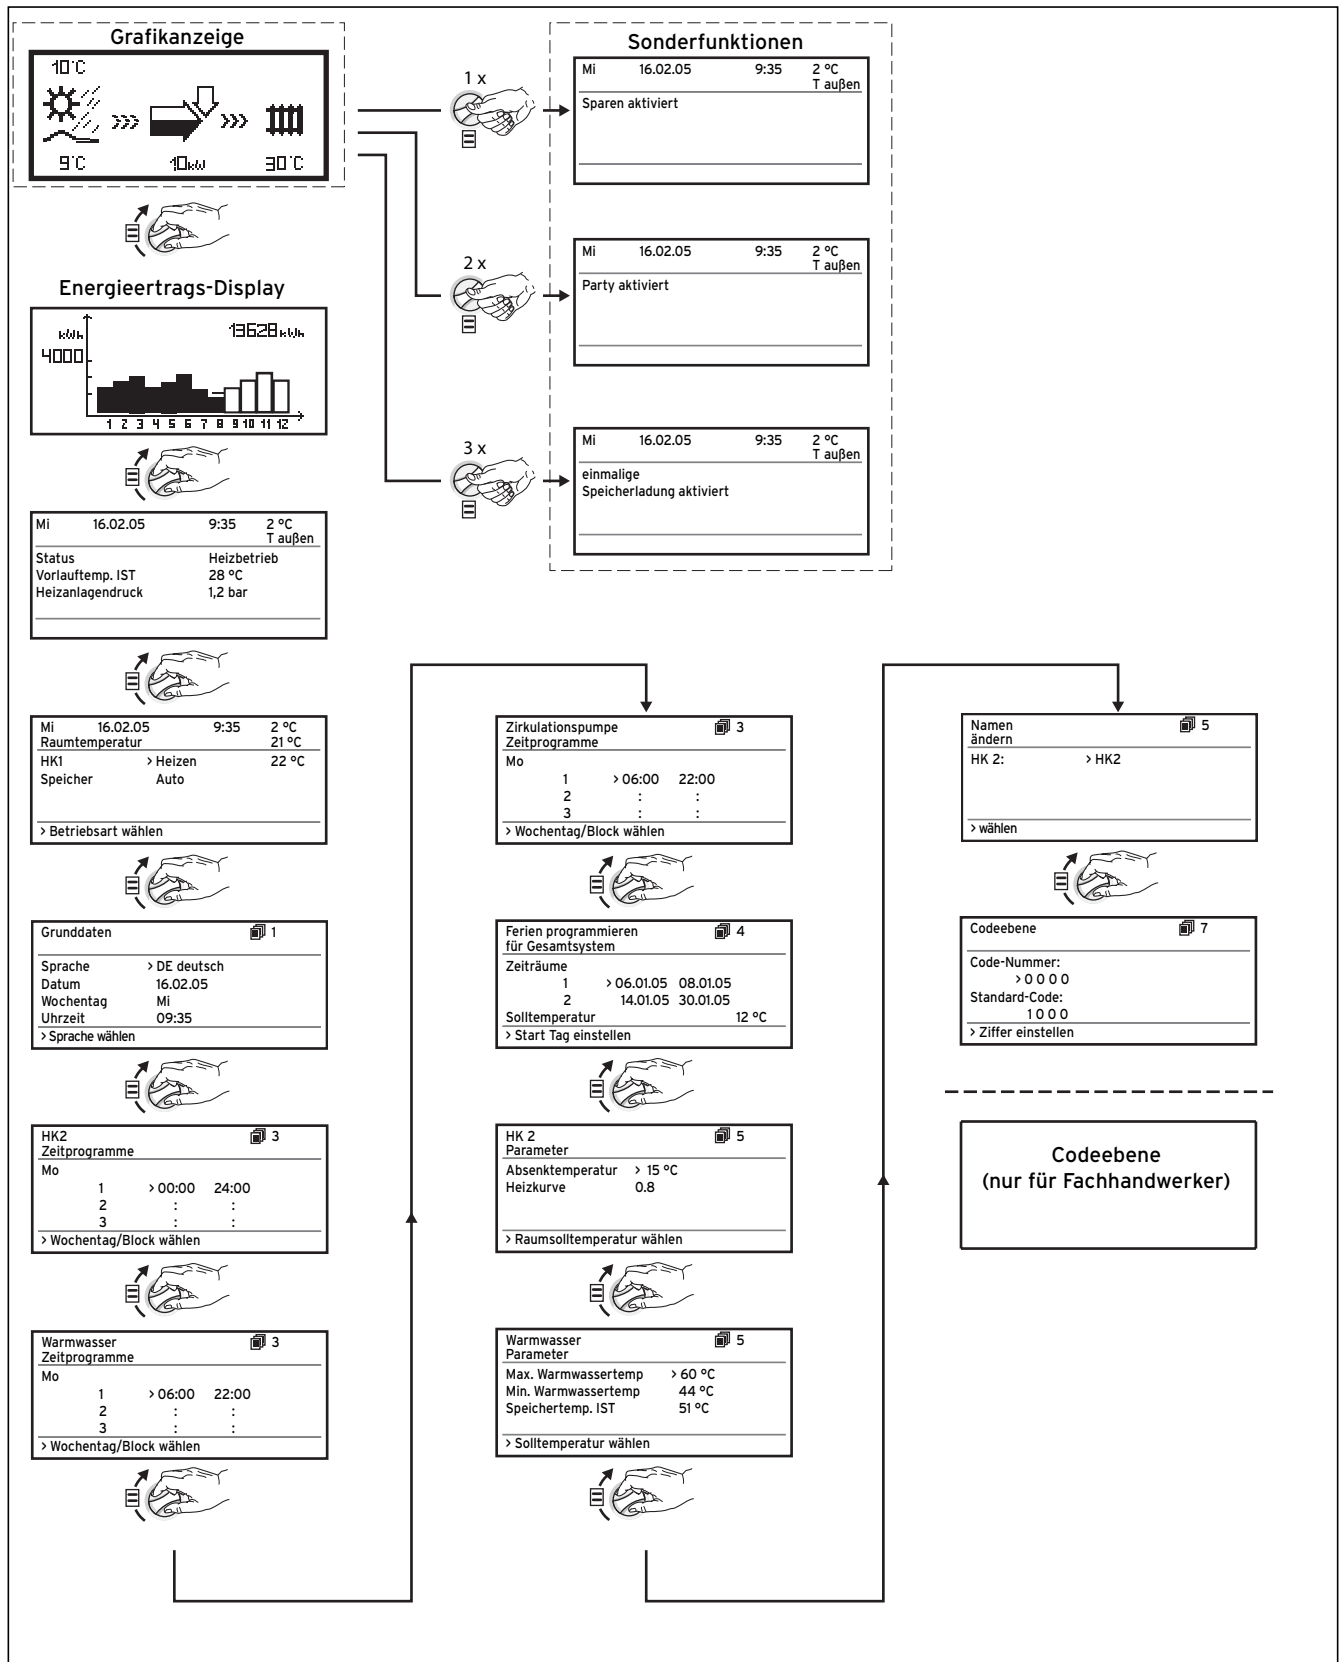 Grafikanzeige
10°C
9°C 10kW 30°C
Energieertrags-Display
kWh 13628 kWh
4000
1 2 3 4 5 6 7 8 9 10 11 12
Mi 16.02.05 9:35 2 °C
T außen
Status Heizbetrieb
Vorlauftemp. IST 28 °C
Heizanlagendruck 1,2 bar
Mi 16.02.05 9:35 2 °C
Raumtemperatur 21 °C
HK1 > Heizen 22 °C
Speicher Auto
> Betriebsart wählen
Grunddaten 1
Sprache > DE deutsch
Datum 16.02.05
Wochentag Mi
Uhrzeit 09:35
> Sprache wählen
HK2 3
Zeitprogramme
Mo
1 > 00:00 24:00
2 : :
3 : :
> Wochentag/Block wählen
Warmwasser 3
Zeitprogramme
Mo
1 > 06:00 22:00
2 : :
3 : :
> Wochentag/Block wählen
Sonderfunktionen
1 x
Mi 16.02.05 9:35 2 °C
T außen
Sparen aktiviert
2 x
Mi 16.02.05 9:35 2 °C
T außen
Party aktiviert
3 x
Mi 16.02.05 9:35 2 °C
T außen
einmalige
Speicherladung aktiviert
Zirkulationspumpe 3
Zeitprogramme
Mo
1 > 06:00 22:00
2 : :
3 : :
> Wochentag/Block wählen
Ferien programmieren 4
für Gesamtsystem
Zeiträume
1 > 06.01.05 08.01.05
2 14.01.05 30.01.05
Solltemperatur 12 °C
> Start Tag einstellen
HK 2 5
Parameter
Absenktemperatur > 15 °C
Heizkurve 0.8
> Raumsolltemperatur wählen
Warmwasser 5
Parameter
Max. Warmwassertemp > 60 °C
Min. Warmwassertemp 44 °C
Speichertemp. IST 51 °C
> Solltemperatur wählen
Namen 5
ändern
HK 2: > HK2
> wählen
Codeebene 7
Code-Nummer:
> 0 0 0 0
Standard-Code:
1 0 0 0
> Ziffer einstellen
Codeebene
(nur für Fachhandwerker)